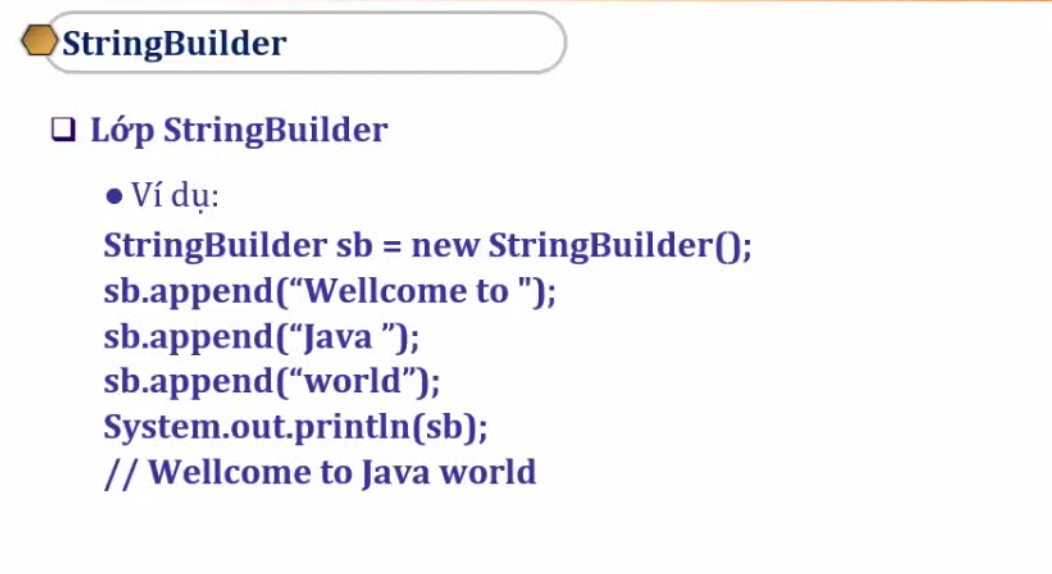 StringBuilder
❑ Lớp StringBuilder
● Ví dụ:
StringBuilder sb = new StringBuilder();
sb.append(“Wellcome to ");
sb.append(“Java ”);
sb.append(“world”);
System.out.println(sb);
// Wellcome to Java world